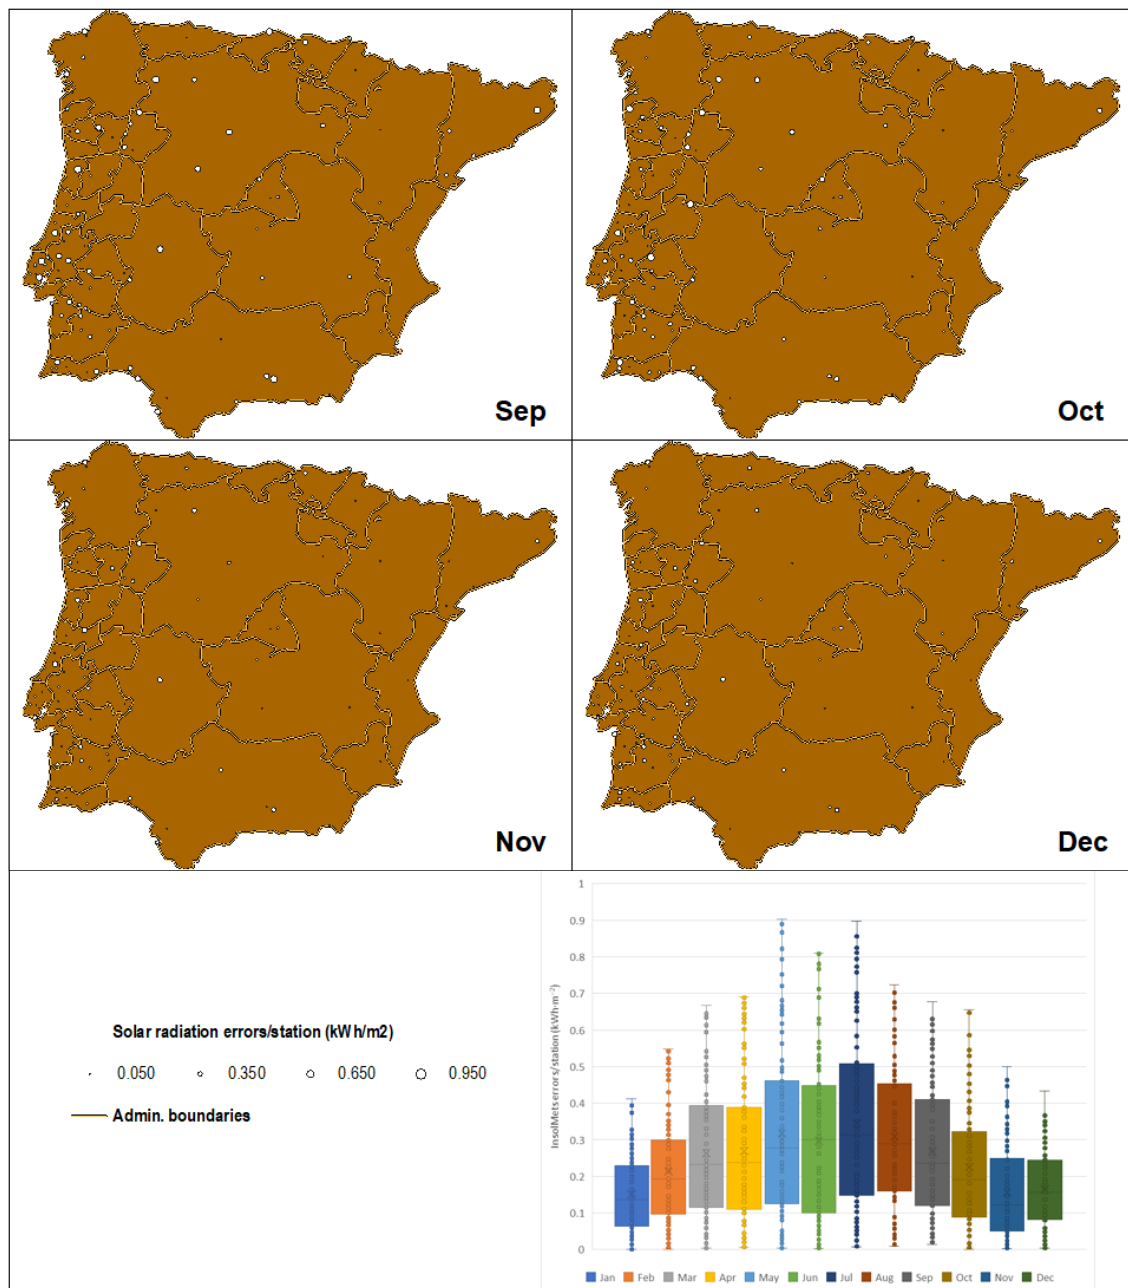 Sep
Oct
Nov
Dec
Solar radiation errors/station (kWh/m2)
0.050 0.350 0.650 0.950
Admin. boundaries
InsolMets errors/station (kWh·m⁻²)
1
0.9
0.8
0.7
0.6
0.5
0.4
0.3
0.2
0.1
0
Jan Feb Mar Apr May Jun Jul Aug Sep Oct Nov Dec